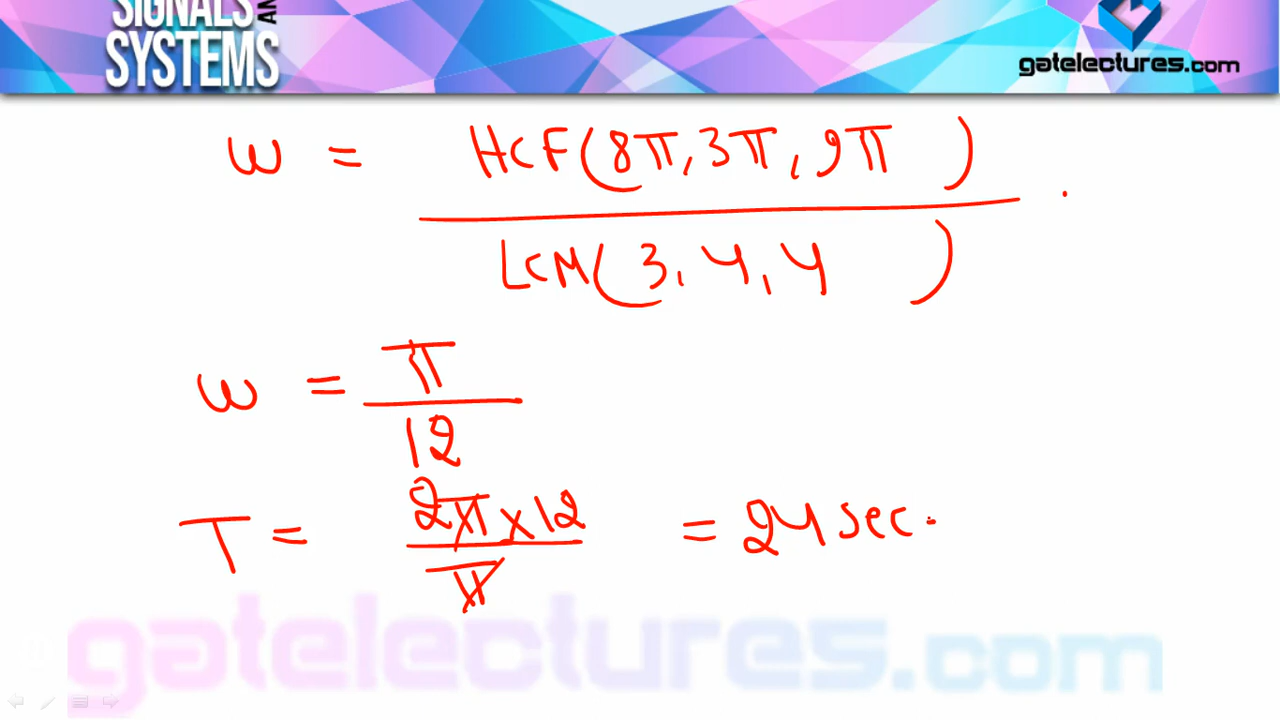 SIGNALS AN
SYSTEMS
gatelectures.com
ω = HCF(8π, 3π, 9π)
LCM(3, 4, 4)
ω = π
12
T = 2π × 12 = 24 sec.
π
gatelectures.com